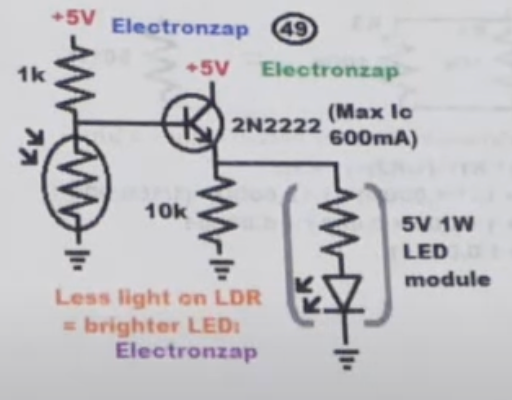 +5V
Electronzap
49
+5V
Electronzap
1k
2N2222
(Max Ic
600mA)
10k
5V 1W
LED
module
Less light on LDR
= brighter LED:
Electronzap